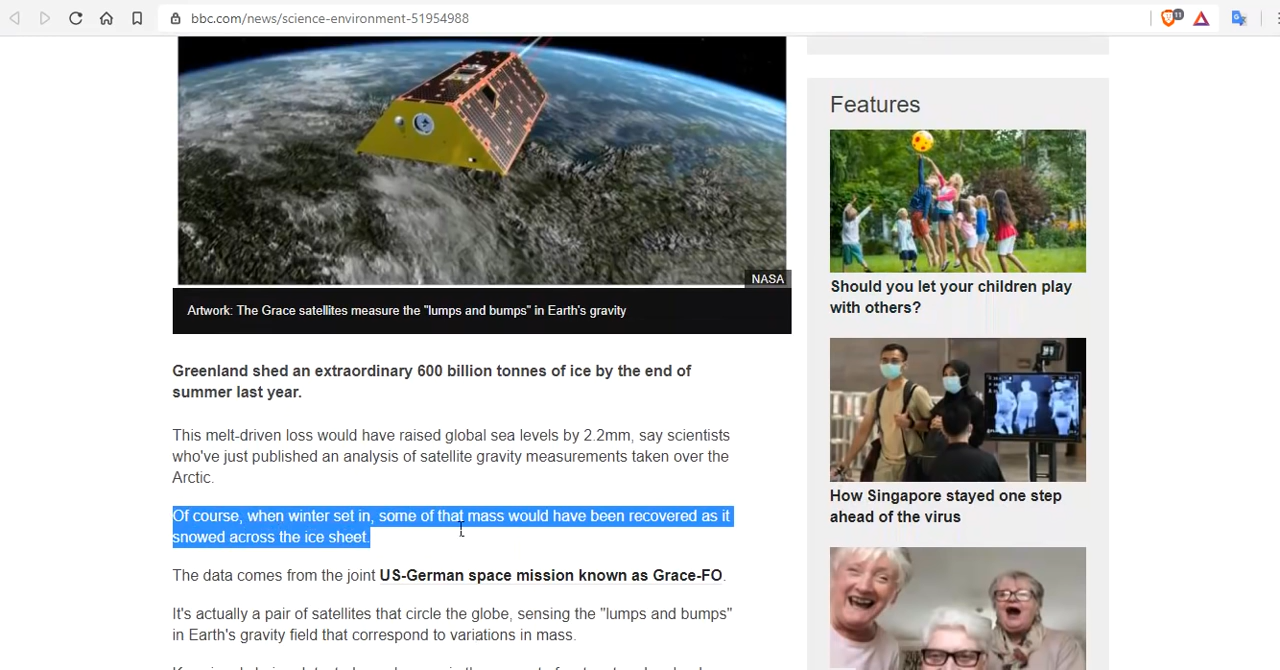 bbc.com/news/science-environment-51954988
11
NASA
Artwork: The Grace satellites measure the "lumps and bumps" in Earth's gravity
Greenland shed an extraordinary 600 billion tonnes of ice by the end of
summer last year.
This melt-driven loss would have raised global sea levels by 2.2mm, say scientists
who've just published an analysis of satellite gravity measurements taken over the
Arctic.
Of course, when winter set in, some of that mass would have been recovered as it
snowed across the ice sheet.
The data comes from the joint US-German space mission known as Grace-FO.
It's actually a pair of satellites that circle the globe, sensing the "lumps and bumps"
in Earth's gravity field that correspond to variations in mass.
Features
Should you let your children play
with others?
How Singapore stayed one step
ahead of the virus